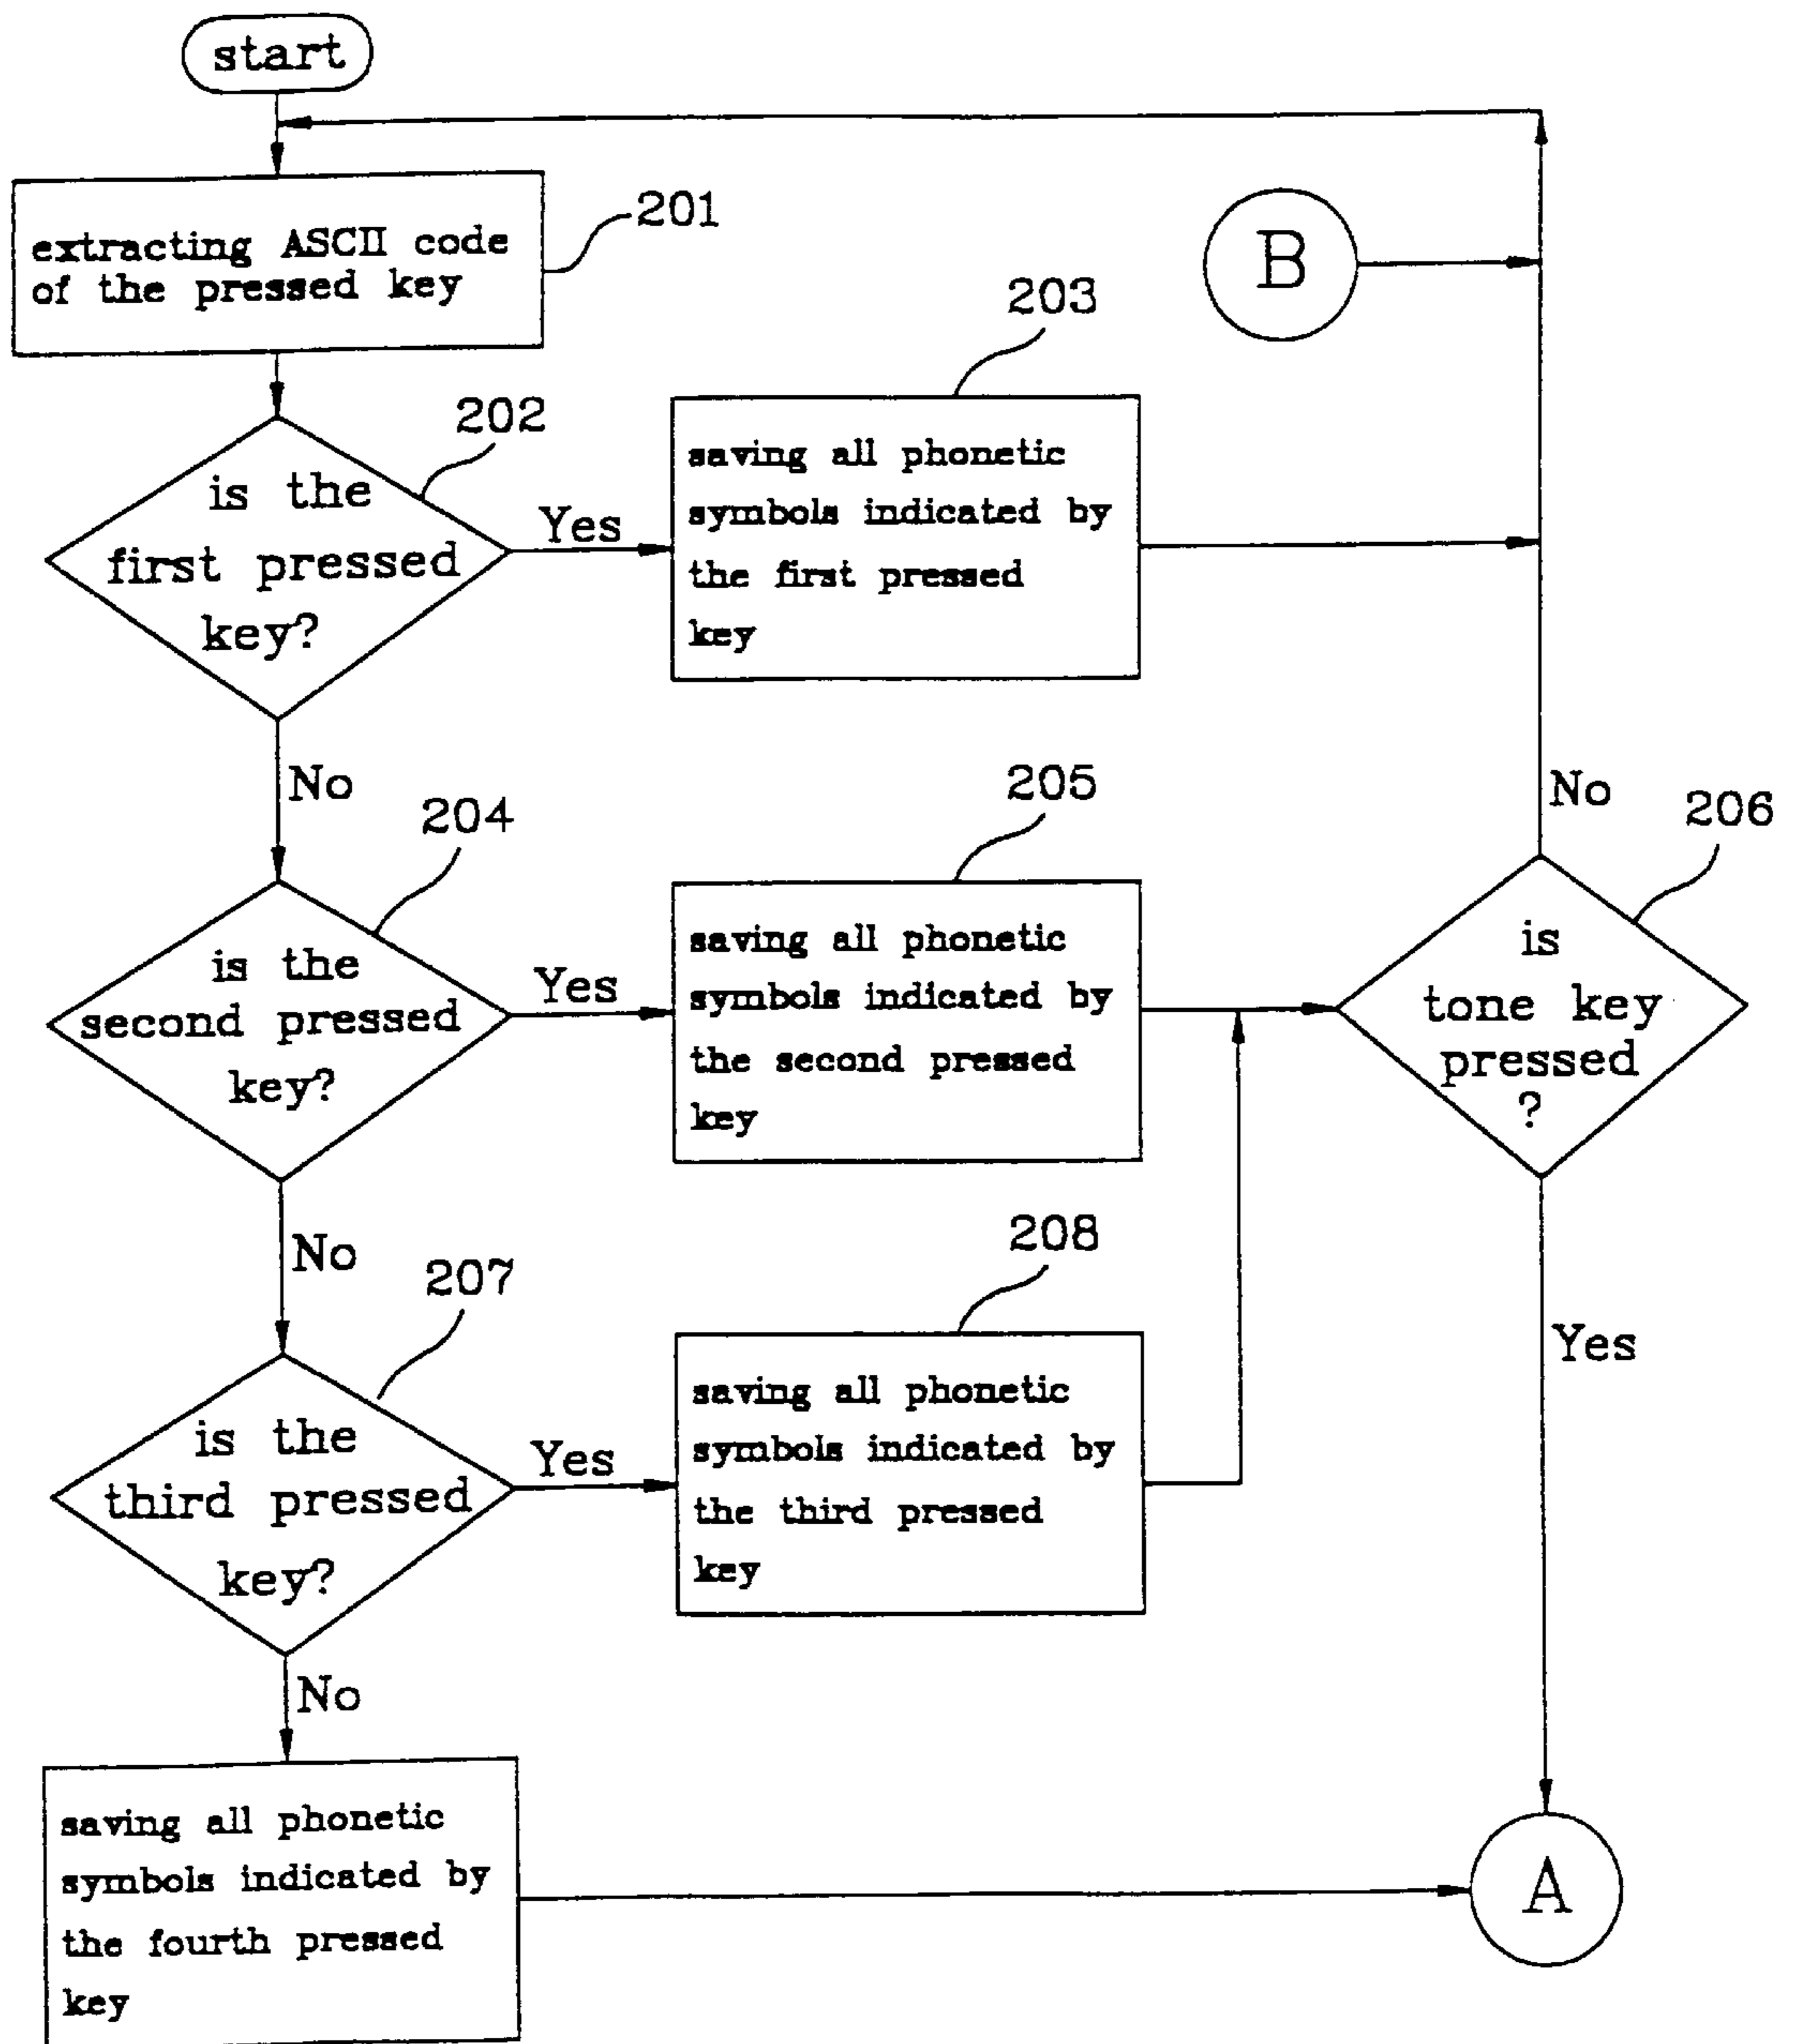 start
extracting ASCII code
of the pressed key
201
B
203
202
is the
first pressed
key?
Yes
saving all phonetic
symbols indicated by
the first pressed
key
No
204
205
No
206
is the
second pressed
key?
Yes
saving all phonetic
symbols indicated by
the second pressed
key
is
tone key
pressed
?
No
207
208
Yes
is the
third pressed
key?
Yes
saving all phonetic
symbols indicated by
the third pressed
key
No
saving all phonetic
symbols indicated by
the fourth pressed
key
A